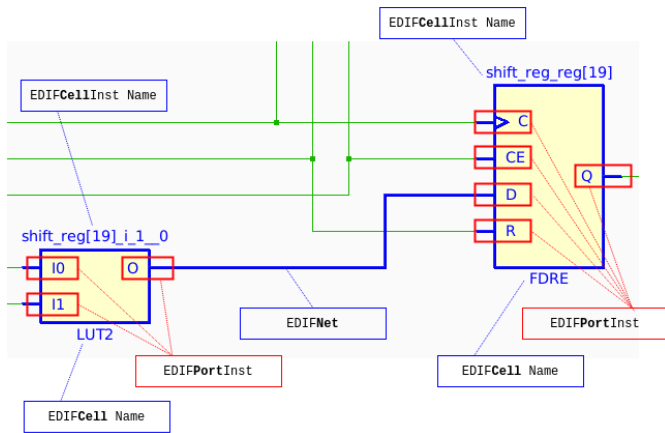 EDIFCellInst Name
shift_reg_reg[19]
EDIFCellInst Name
C
CE
Q
D
R
shift_reg[19]_i_1__0
I0
O
I1
FDRE
EDIFNet
EDIFPortInst
LUT2
EDIFPortInst
EDIFCell Name
EDIFCell Name